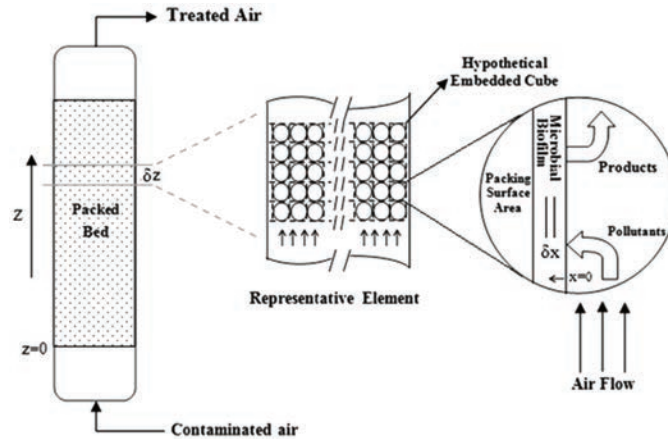 Treated Air
Z
δz
Packed
Bed
z=0
Contaminated air
Hypothetical
Embedded Cube
Representative Element
Packing Surface
Area
Microbial
Biofilm
δx
x=0
Products
Pollutants
Air Flow